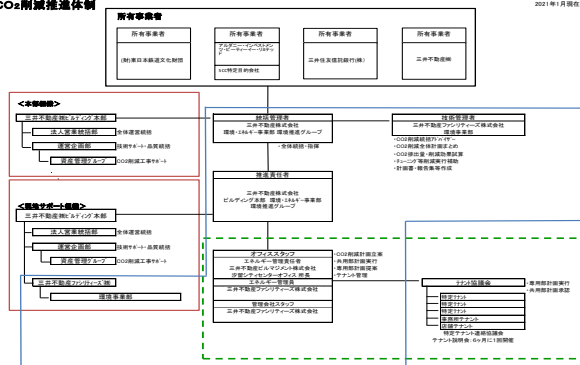 CO2削減推進体制
2021年1月現在
所有事業者
所有事業者
(財)東日本鉄道文化財団
所有事業者
アルダニー・インベストメン
ツ・ピーティーイー・リミテッ
ド
SCC特定目的会社
所有事業者
三井住友信託銀行(株)
所有事業者
三井不動産㈱
<本部組織>
三井不動産㈱ビルディング本部
法人営業統括部
全体運営統括
運営企画部
技術サポート・品質統括
資産管理グループ
CO2削減工事サポート
統括管理者
三井不動産株式会社
環境・エネルギー事業部 環境推進グループ
・全体統括・指揮
技術管理者
三井不動産ファシリティーズ株式会社
環境事業部
・CO2削減統括アドバイザー
・CO2削減全体計画まとめ
・CO2排出量・削減効果試算
・チューニング等削減実行補助
・計画書・報告書等作成
推進責任者
三井不動産株式会社
ビルディング本部 環境・エネルギー事業部
環境推進グループ
<現地サポート組織>
三井不動産㈱ビルディング本部
法人営業統括部
全体運営統括
運営企画部
技術サポート・品質統括
資産管理グループ
CO2削減工事サポート
三井不動産ファシリティーズ㈱
環境事業部
オフィススタッフ
エネルギー管理責任者
三井不動産ビルマネジメント株式会社
汐留シティセンターオフィス 所長
エネルギー管理員
三井不動産ファシリティーズ株式会社
管理会社スタッフ
三井不動産ファシリティーズ株式会社
・CO2削減計画立案
・共用部計画実行
・専用部計画提案
・テナント管理
テナント協議会
・専用部計画実行
・共用部計画承認
特定テナント
特定テナント
特定テナント
事務所テナント
店舗テナント
特定テナント連絡協議会
テナント説明会:6ヶ月に1回開催